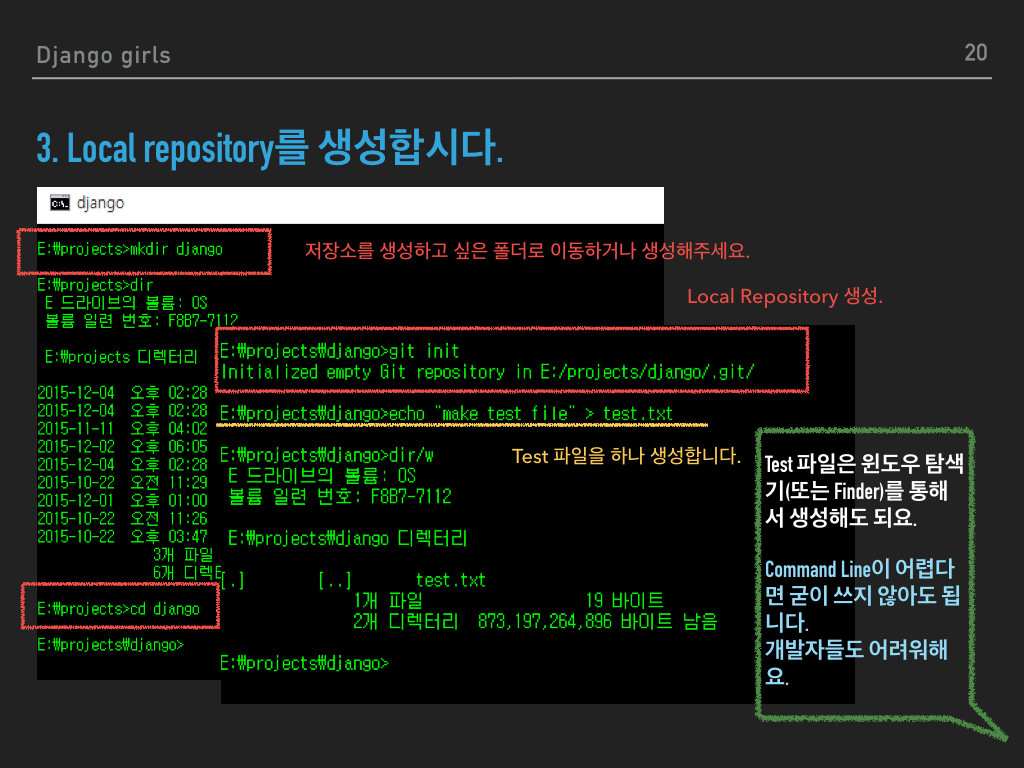 Django girls
20
3. Local repository를 생성합시다.
django
E:₩projects>mkdir django
저장소를 생성하고 싶은 폴더로 이동하거나 생성해주세요.
E:₩projects>dir
E 드라이브의 볼륨: OS
볼륨 일련 번호: F8B7-7112
E:₩projects 디렉터리
2015-12-04 오후 02:28
2015-12-04 오후 02:28
2015-11-11 오후 04:02
2015-12-02 오후 06:05
2015-12-04 오후 02:28
2015-10-22 오전 11:29
2015-12-01 오후 01:00
2015-10-22 오전 11:26
2015-10-22 오후 03:47
3개 파일
6개 디렉
E:₩projects>cd django
E:₩projects₩django>
Local Repository 생성.
E:₩projects₩django>git init
Initialized empty Git repository in E:/projects/django/.git/
E:₩projects₩django>echo "make test file" > test.txt
E:₩projects₩django>dir/w
Test 파일을 하나 생성합니다.
E 드라이브의 볼륨: OS
볼륨 일련 번호: F8B7-7112
E:₩projects₩django 디렉터리
[.] [..] test.txt
1개 파일 19 바이트
2개 디렉터리 873,197,264,896 바이트 남음
E:₩projects₩django>
Test 파일은 윈도우 탐색
기(또는 Finder)를 통해
서 생성해도 되요.
Command Line이 어렵다
면 굳이 쓰지 않아도 됩
니다.
개발자들도 어려워해
요.